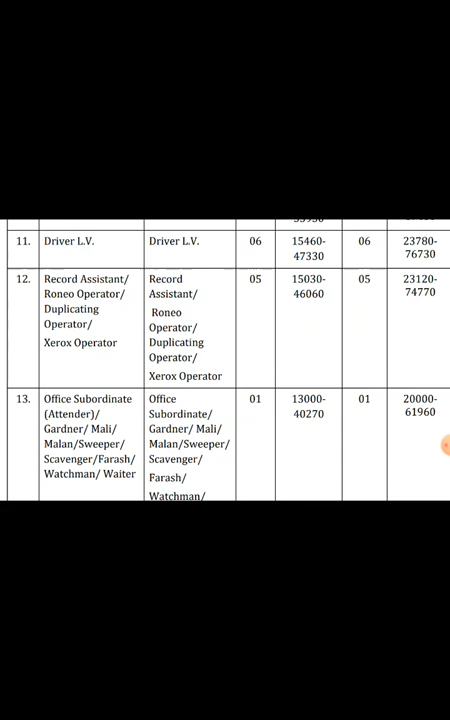 11. Driver L.V. Driver L.V. 06 15460- 06 23780-
47330 76730
12. Record Assistant/ Record 05 15030- 05 23120-
Roneo Operator/ Assistant/ 46060 74770
Duplicating Roneo
Operator/ Operator/
Xerox Operator Duplicating
Operator/
Xerox Operator
13. Office Subordinate Office 01 13000- 01 20000-
(Attender)/ Subordinate/ 40270 61960
Gardner/ Mali/ Gardner/ Mali/
Malan/Sweeper/ Malan/Sweeper/
Scavenger/Farash/ Scavenger/
Watchman/ Waiter Farash/
Watchman/